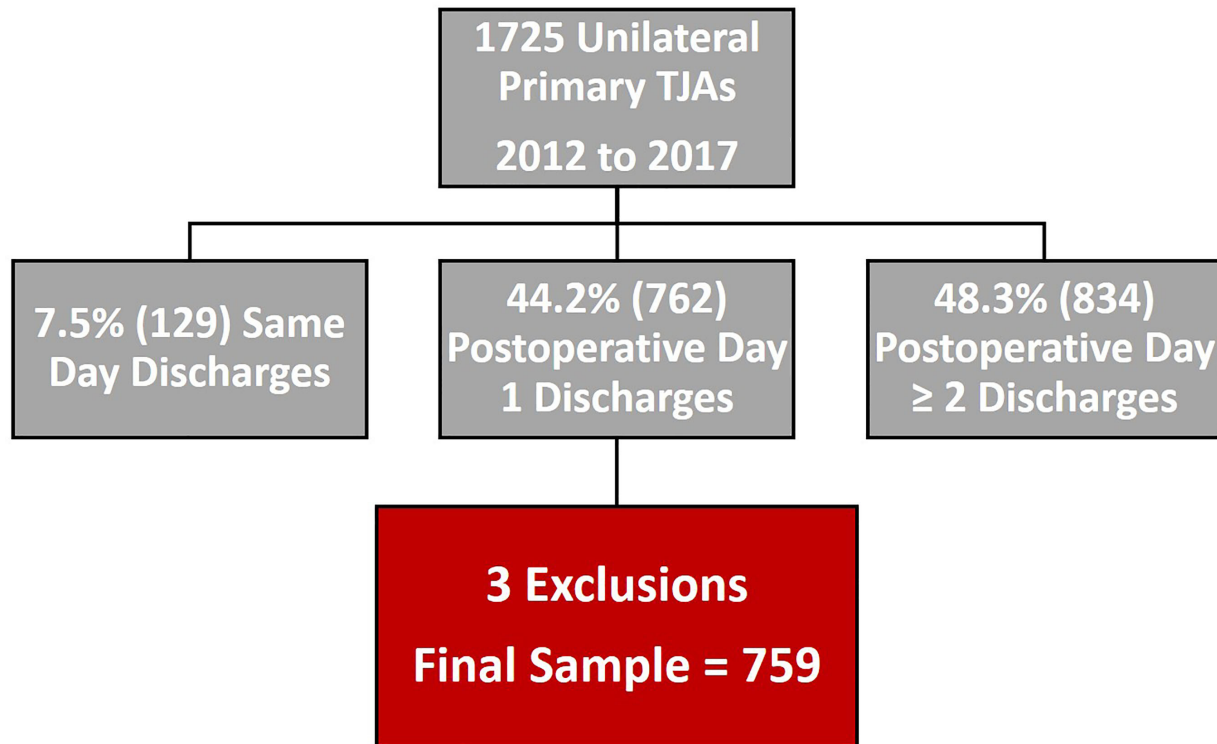 1725 Unilateral
Primary TJAs
2012 to 2017
7.5% (129) Same
Day Discharges
44.2% (762)
Postoperative Day
1 Discharges
48.3% (834)
Postoperative Day
≥ 2 Discharges
3 Exclusions
Final Sample = 759